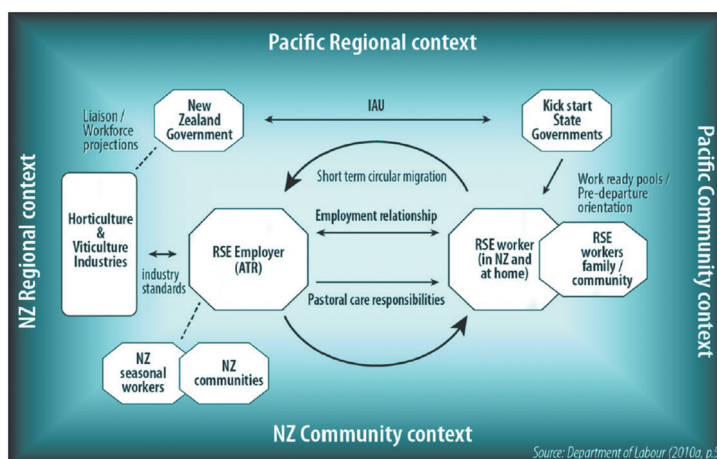 Pacific Regional context
New
Zealand
Government
IAU
Kick start
State
Governments
Liaison /
Workforce
projections
Short term circular migration
Work ready pools /
Pre-departure
orientation
Horticulture
&
Viticulture
Industries
industry
standards
RSE Employer
(ATR)
Employment relationship
Pastoral care responsibilities
RSE worker
(in NZ and
at home)
RSE
workers
family /
community
NZ
seasonal
workers
NZ
communities
NZ Regional context
Pacific Community context
NZ Community context
Source: Department of Labour (2010a, p.